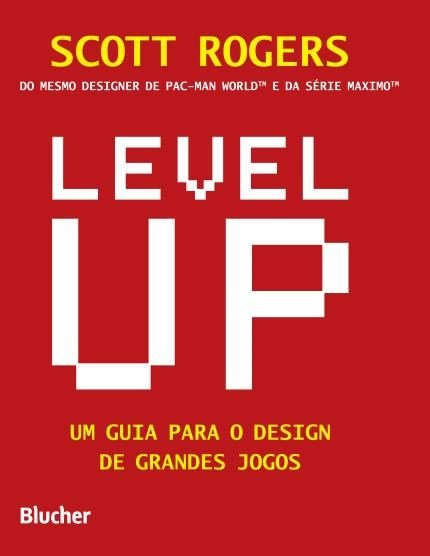 SCOTT ROGERS
DO MESMO DESIGNER DE PAC-MAN WORLD™ E DA SÉRIE MAXIMO™
LEVEL
UP
UM GUIA PARA O DESIGN
DE GRANDES JOGOS
Blucher